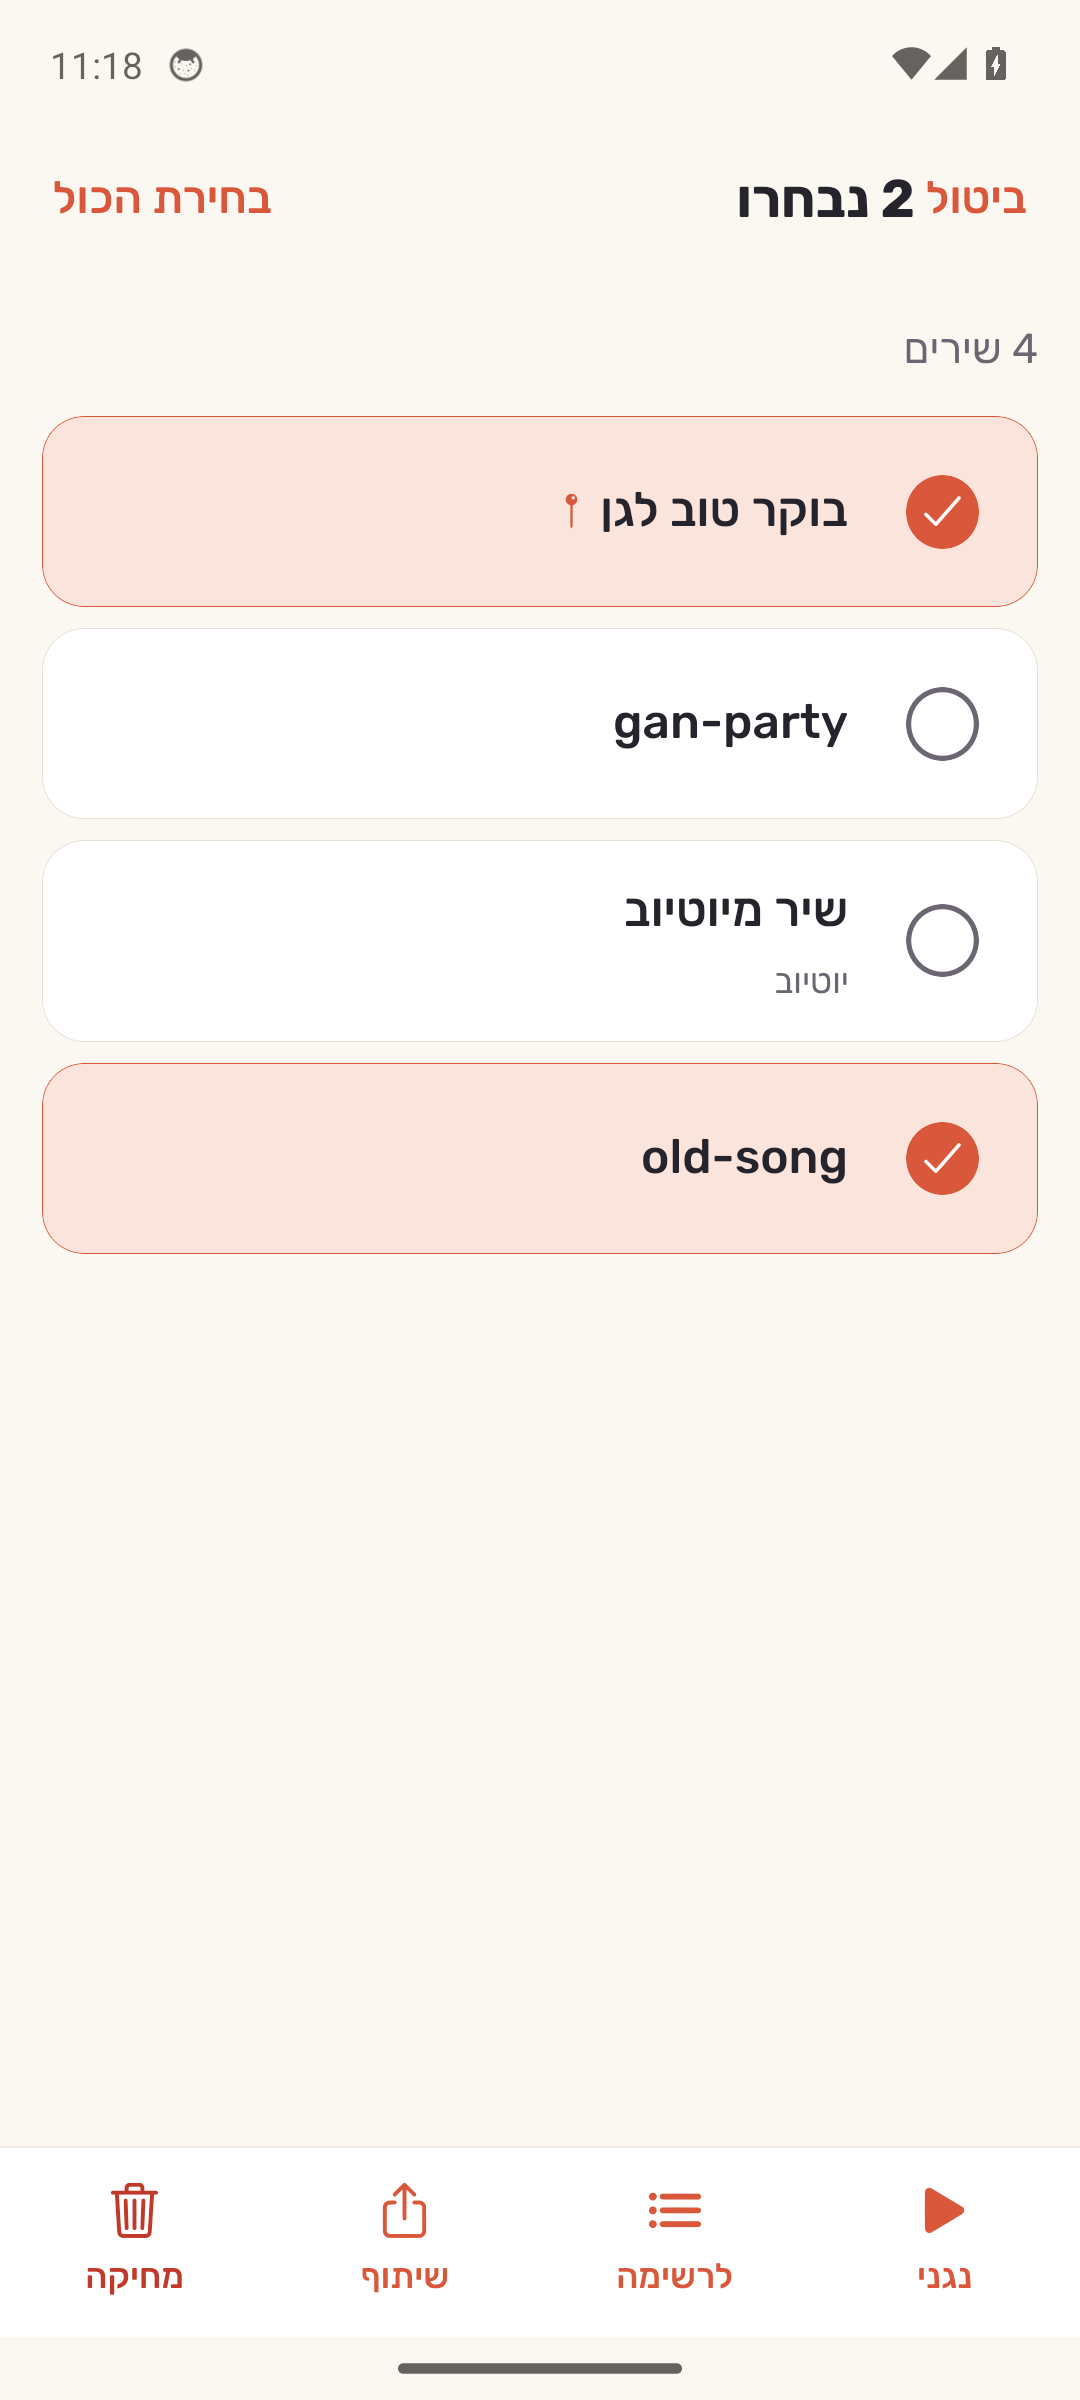 11:18
ביטול 2 נבחרו בחירת הכול
4 שירים
בוקר טוב לגן
gan-party
שיר מיוטיוב
יוטיוב
old-song
נגני לרשימה שיתוף מחיקה